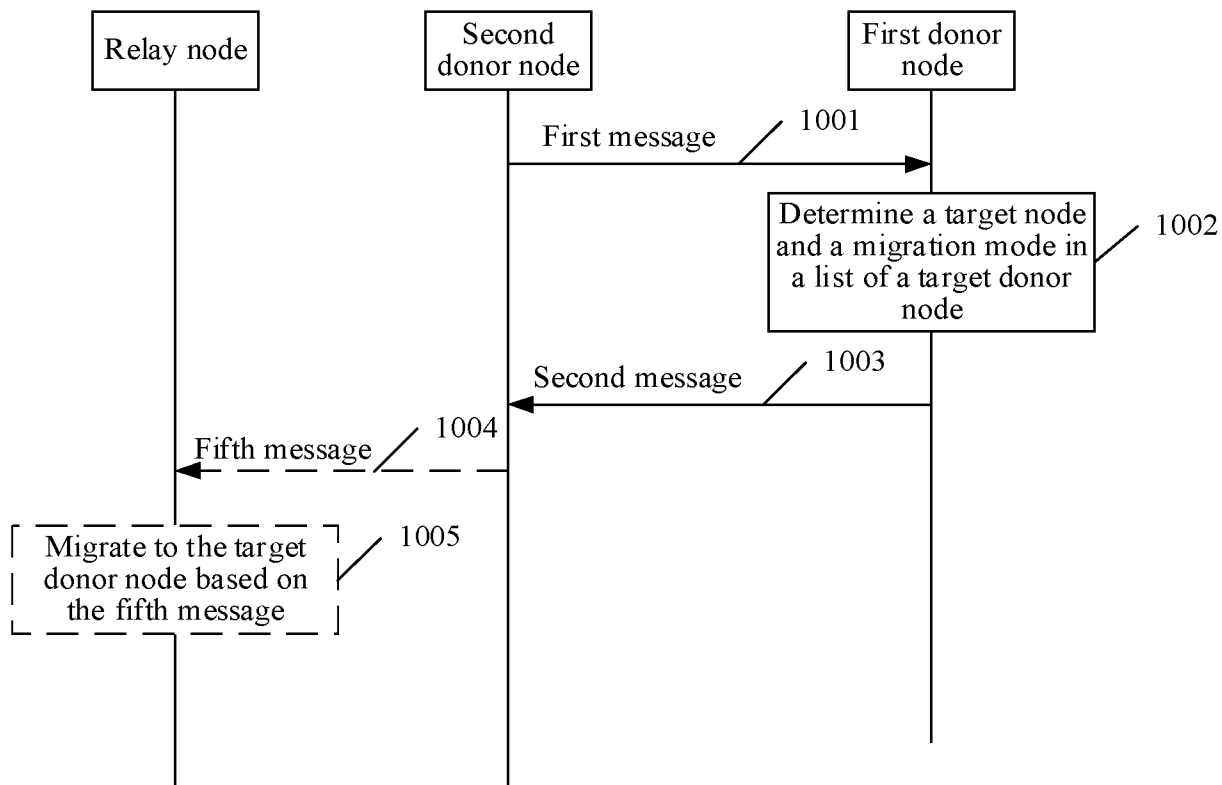 Relay node
Second
donor node
First donor
node
First message
1001
Determine a target node
and a migration mode in
a list of a target donor
node
1002
Second message
1003
Fifth message
1004
Migrate to the target
donor node based on
the fifth message
1005